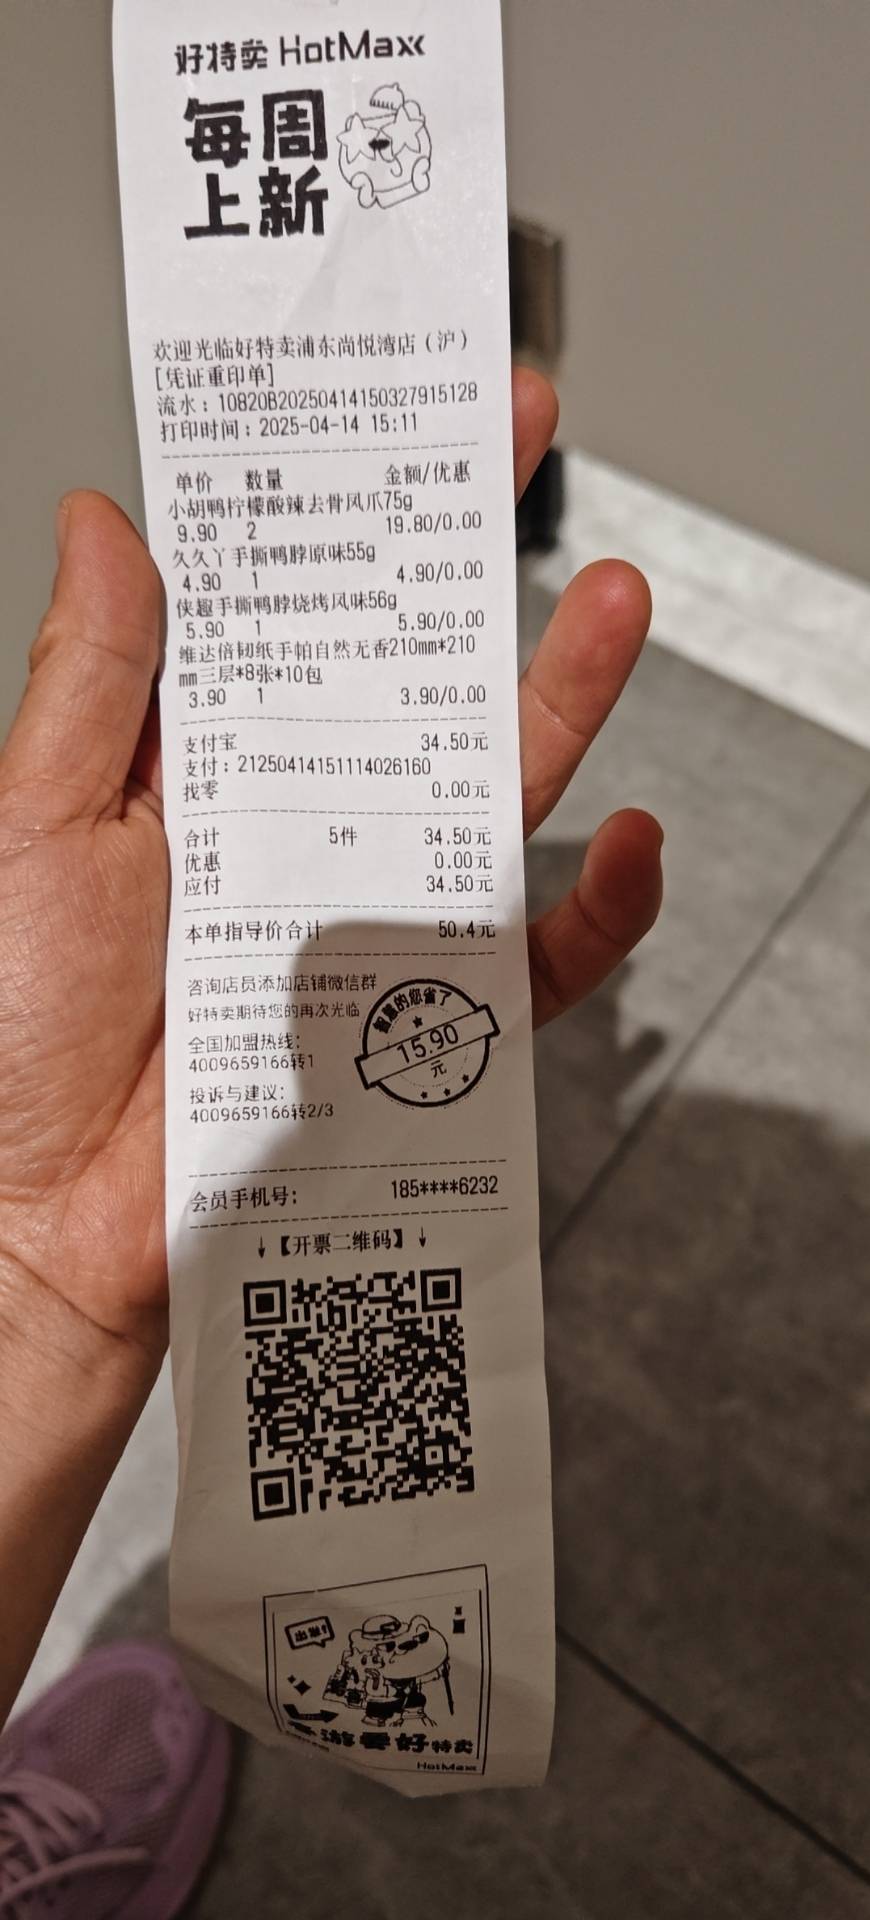 好特卖 HotMaxx
每周
上新
欢迎光临好特卖浦东尚悦湾店（沪）
[凭证重印单]
流水：10820B20250414150327915128
打印时间：2025-04-14 15:11
单价 数量 金额/优惠
小胡鸭柠檬酸辣去骨凤爪75g
9.90 2 19.80/0.00
久久丫手撕鸭脖原味55g
4.90 1 4.90/0.00
侠趣手撕鸭脖烧烤风味56g
5.90 1 5.90/0.00
维达倍韧纸手帕自然无香210mm*210
mm三层*8张*10包
3.90 1 3.90/0.00
支付宝 34.50元
支付：21250414151114026160
找零 0.00元
合计 5件 34.50元
优惠 0.00元
应付 34.50元
本单指导价合计 50.4元
咨询店员添加店铺微信群
好特卖期待您的再次光临
全国加盟热线：
4009659166转1
投诉与建议：
4009659166转2/3
智慧的您省了
15.90
元
会员手机号： 185****6232
↓【开票二维码】↓
出游要好特卖
HotMaxx